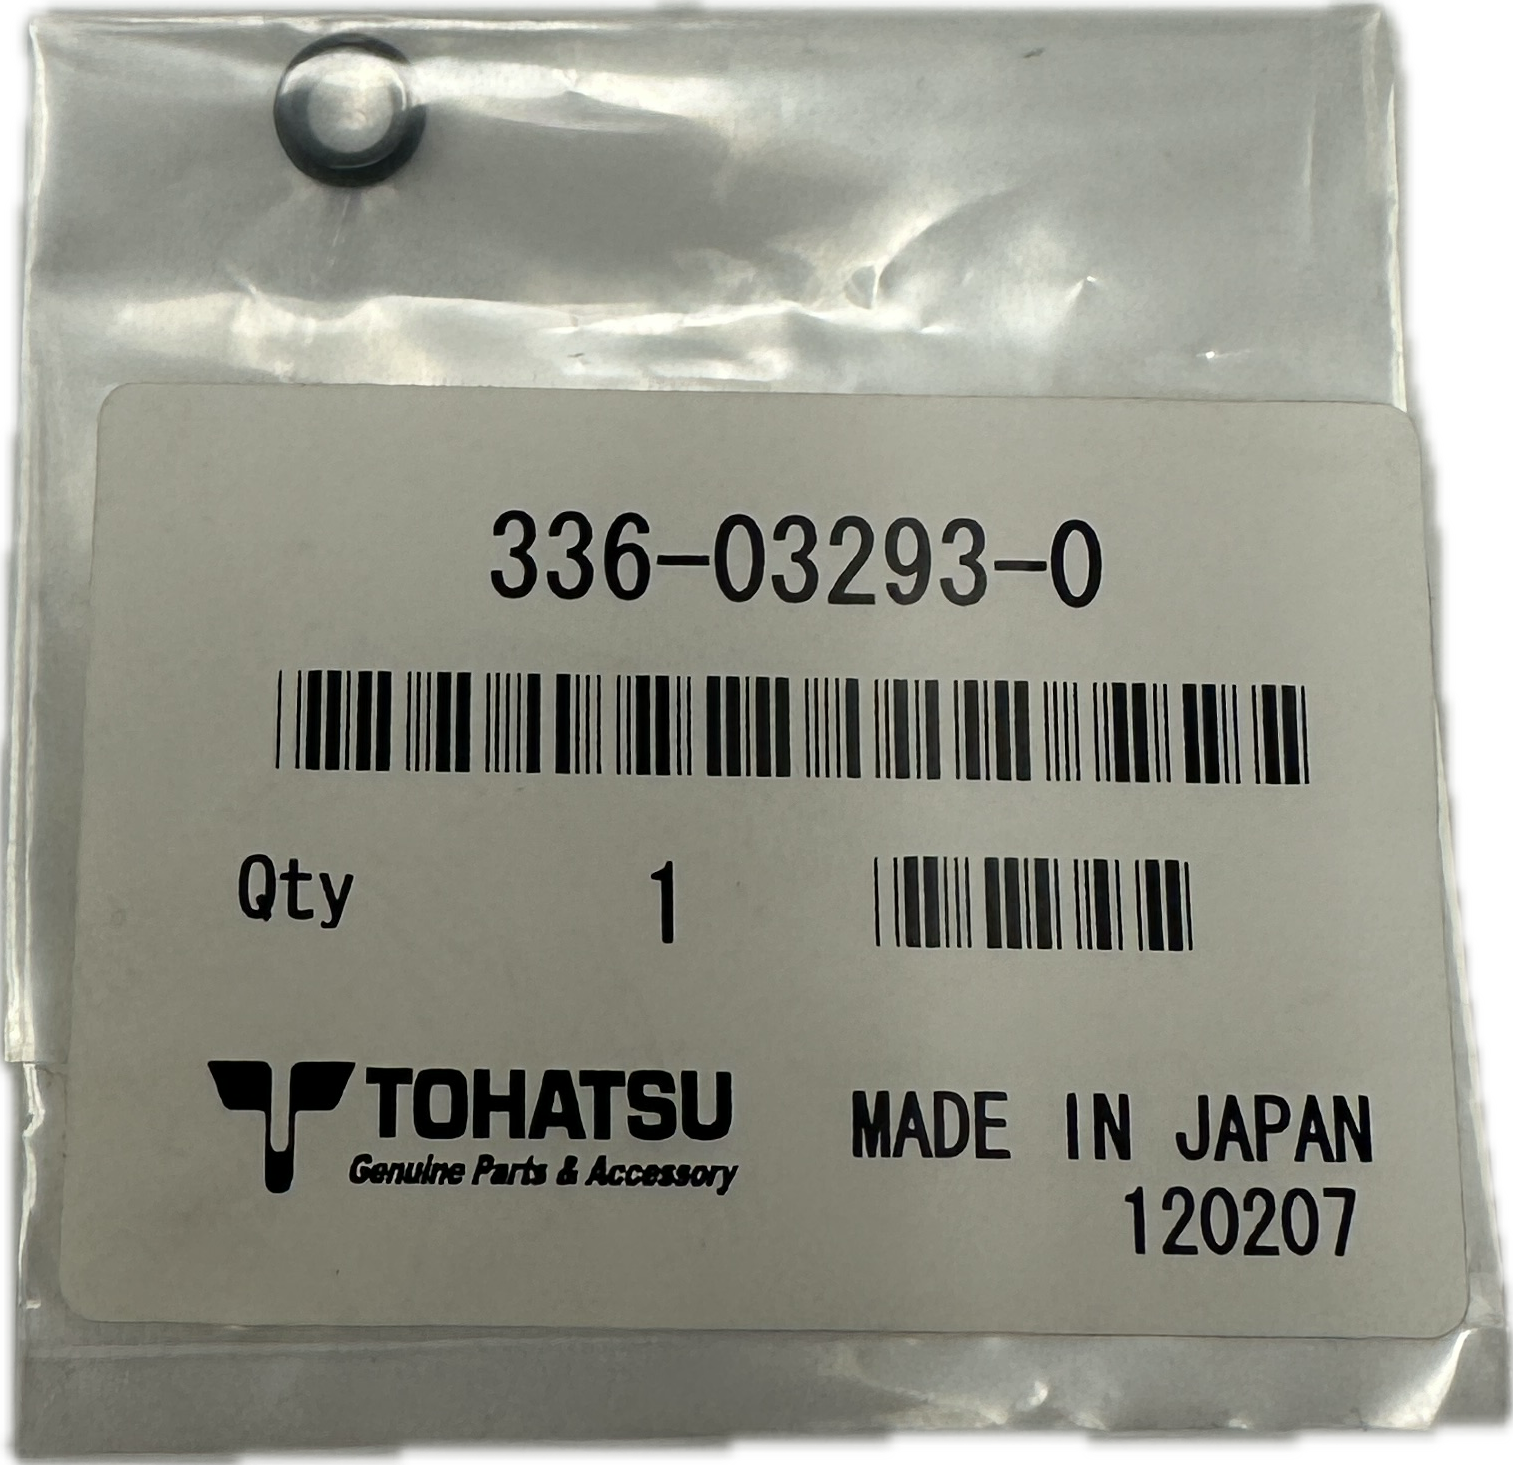 336-03293-0
Qty 1
TOHATSU
Genuine Parts & Accessory
MADE IN JAPAN
120207